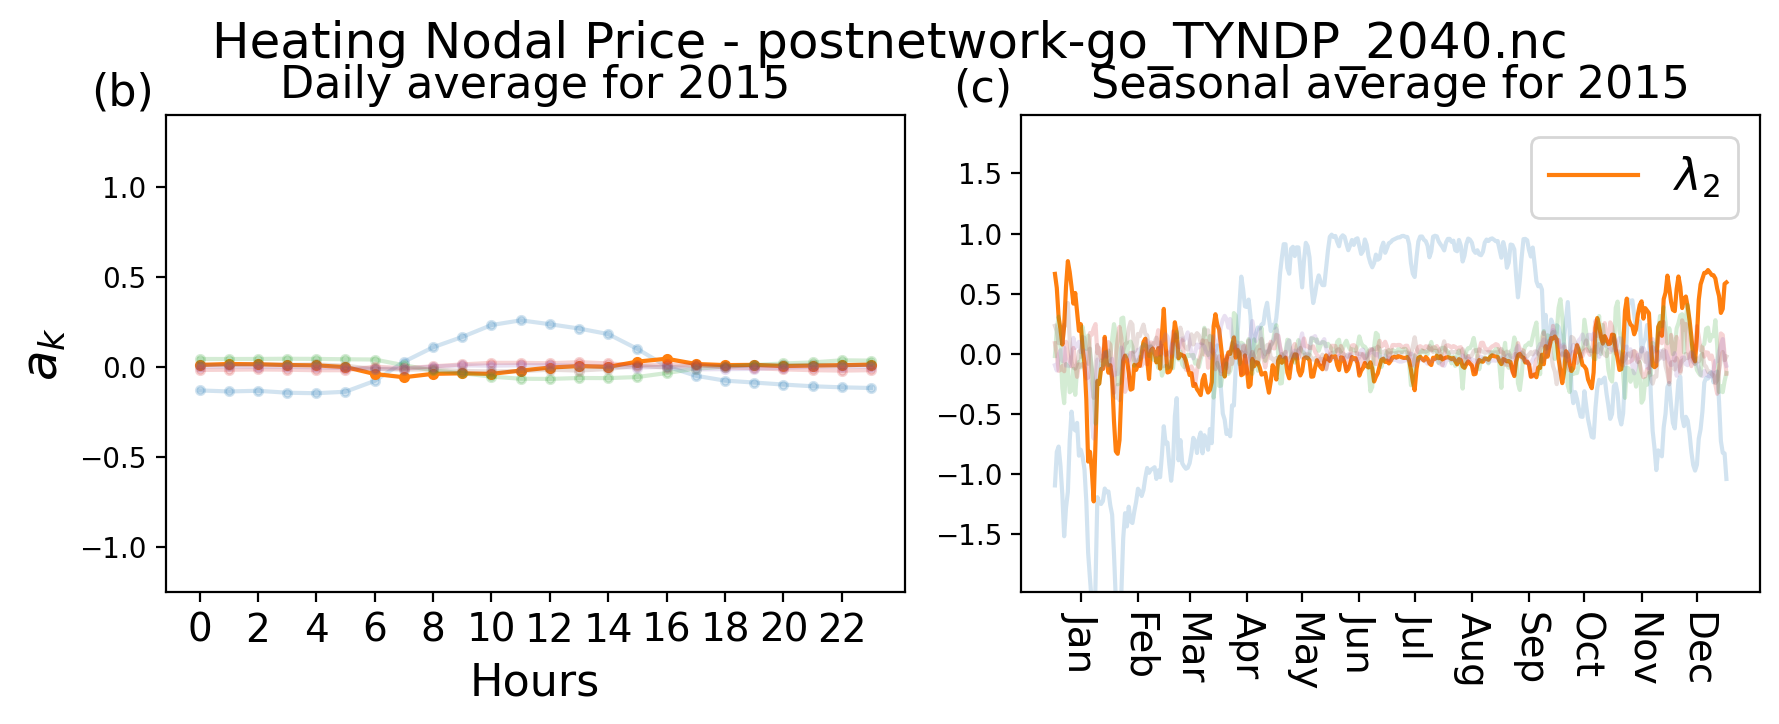 Heating Nodal Price - postnetwork-go_TYNDP_2040.nc
(b) Daily average for 2015
1.0
0.5
0.0
−0.5
−1.0
a_k
0 2 4 6 8 10 12 14 16 18 20 22
Hours
(c) Seasonal average for 2015
λ₂
1.5
1.0
0.5
0.0
−0.5
−1.0
−1.5
Jan Feb Mar Apr May Jun Jul Aug Sep Oct Nov Dec